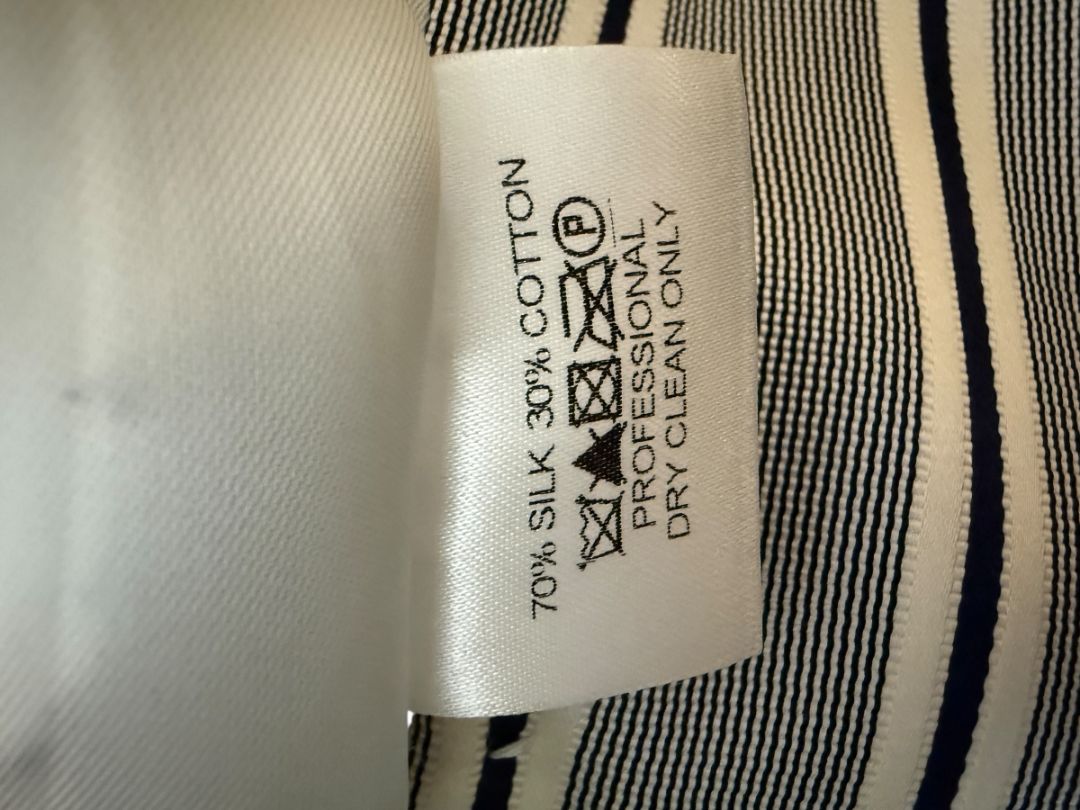 70% SILK 30% COTTON
P
PROFESSIONAL
DRY CLEAN ONLY